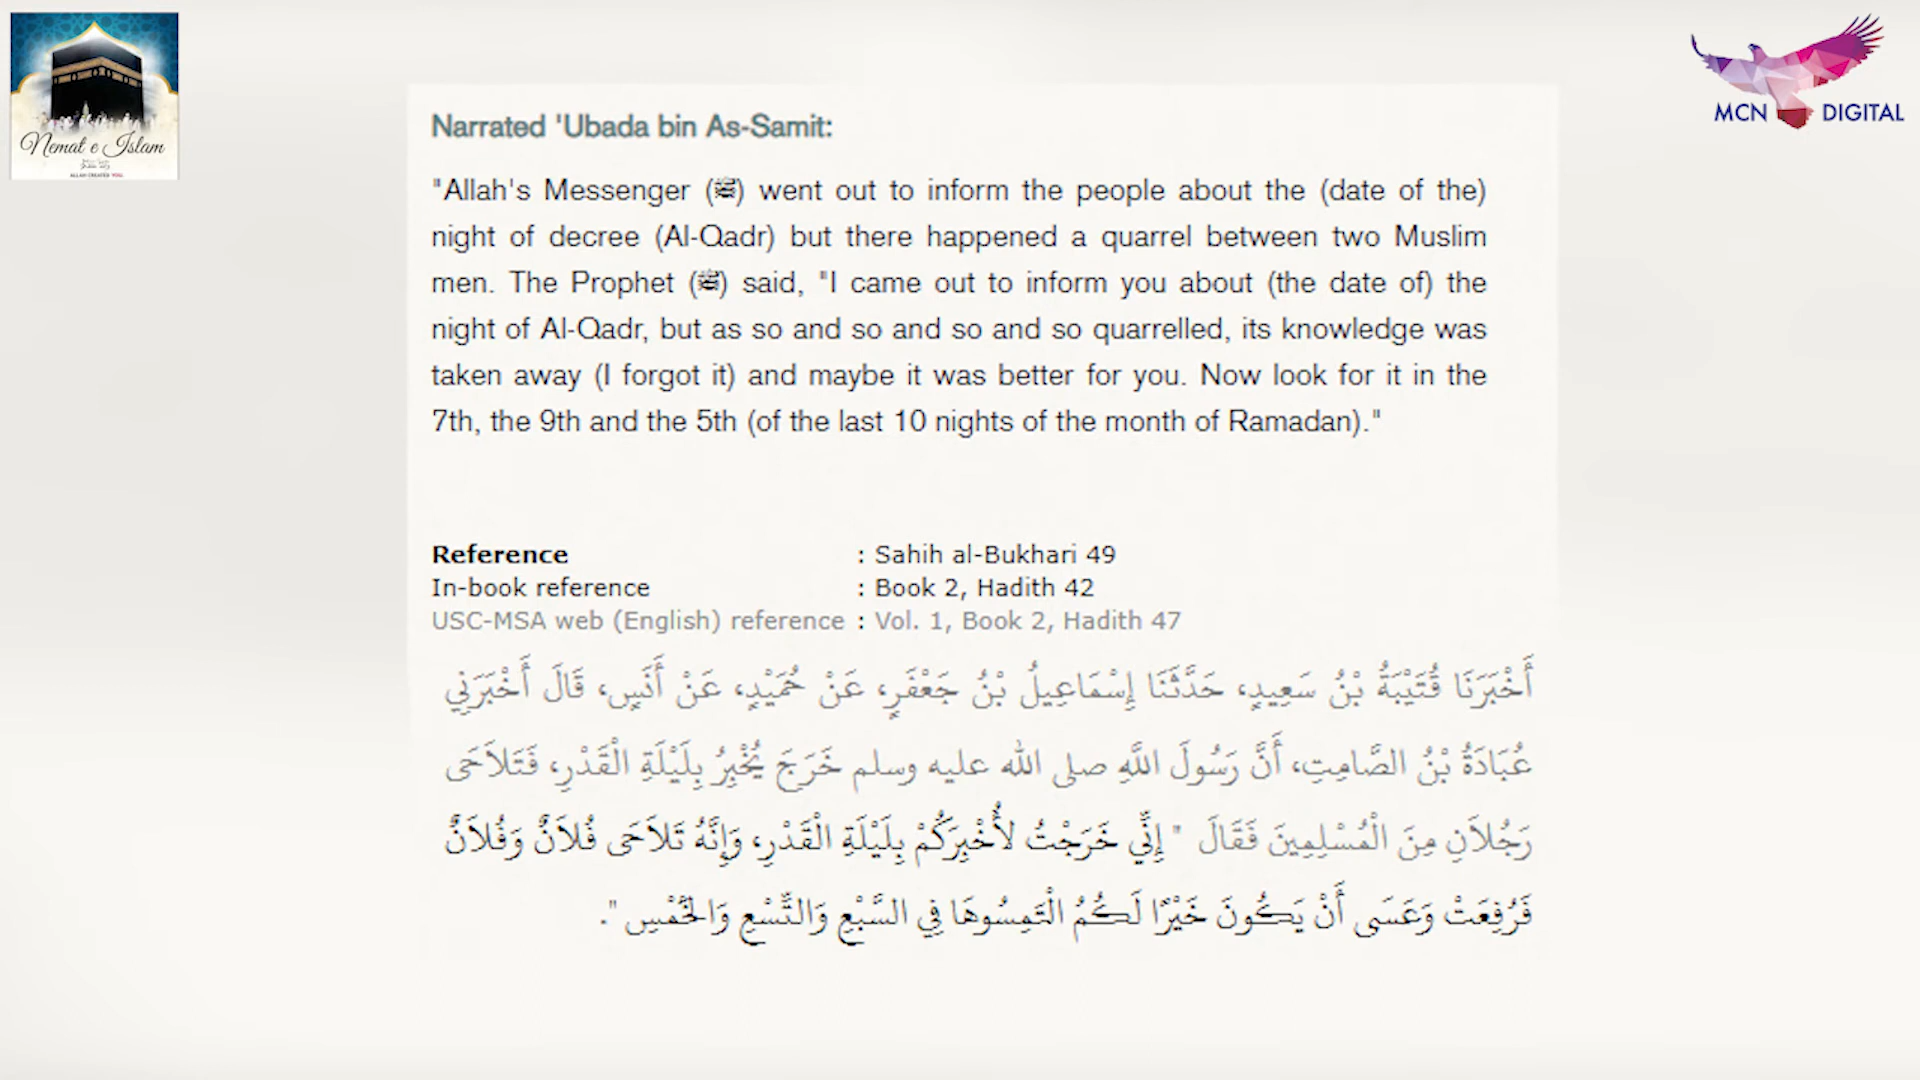 Nemat e Islam
ALLAH CREATED YOU.
MCN DIGITAL
Narrated 'Ubada bin As-Samit:
"Allah's Messenger (ﷺ) went out to inform the people about the (date of the)
night of decree (Al-Qadr) but there happened a quarrel between two Muslim
men. The Prophet (ﷺ) said, "I came out to inform you about (the date of) the
night of Al-Qadr, but as so and so and so and so quarrelled, its knowledge was
taken away (I forgot it) and maybe it was better for you. Now look for it in the
7th, the 9th and the 5th (of the last 10 nights of the month of Ramadan)."
Reference : Sahih al-Bukhari 49
In-book reference : Book 2, Hadith 42
USC-MSA web (English) reference : Vol. 1, Book 2, Hadith 47
أَخْبَرَنَا قُتَيْبَةُ بْنُ سَعِيدٍ، حَدَّثَنَا إِسْمَاعِيلُ بْنُ جَعْفَرٍ، عَنْ حُمَيْدٍ، عَنْ أَنَسٍ، قَالَ أَخْبَرَنِي
عُبَادَةُ بْنُ الصَّامِتِ، أَنَّ رَسُولَ اللَّهِ صلى الله عليه وسلم خَرَجَ يُخْبِرُ بِلَيْلَةِ الْقَدْرِ، فَتَلاَحَى
رَجُلاَنِ مِنَ الْمُسْلِمِينَ فَقَالَ " إِنِّي خَرَجْتُ لأُخْبِرَكُمْ بِلَيْلَةِ الْقَدْرِ، وَإِنَّهُ تَلاَحَى فُلاَنٌ وَفُلاَنٌ
فَرُفِعَتْ وَعَسَى أَنْ يَكُونَ خَيْرًا لَكُمُ الْتَمِسُوهَا فِي السَّبْعِ وَالتِّسْعِ وَالْخَمْسِ ".